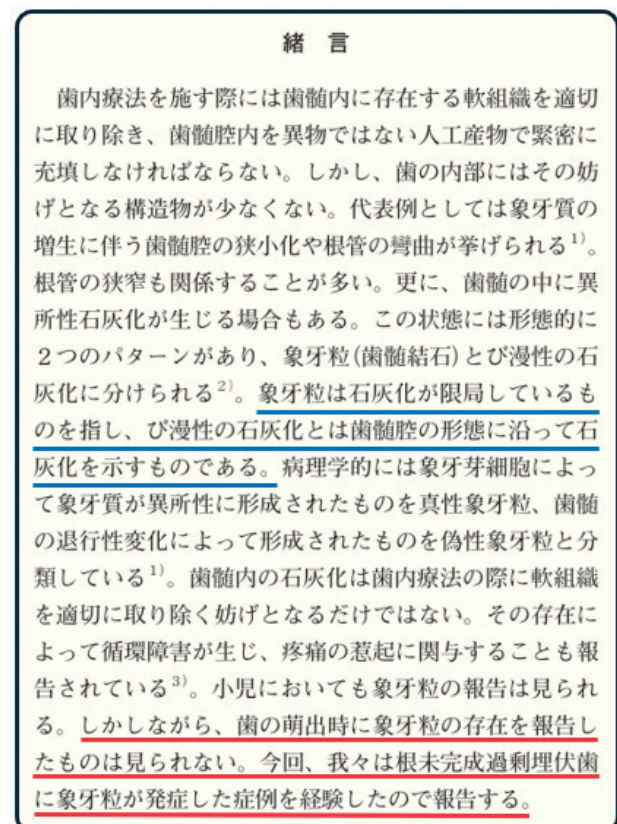 緒 言
歯内療法を施す際には歯髄内に存在する軟組織を適切
に取り除き、歯髄腔内を異物ではない人工産物で緊密に
充填しなければならない。しかし、歯の内部にはその妨
げとなる構造物が少なくない。代表例としては象牙質の
増生に伴う歯髄腔の狭小化や根管の彎曲が挙げられる1)。
根管の狭窄も関係することが多い。更に、歯髄の中に異
所性石灰化が生じる場合もある。この状態には形態的に
２つのパターンがあり、象牙粒(歯髄結石)とび漫性の石
灰化に分けられる2)。象牙粒は石灰化が限局しているも
のを指し、び漫性の石灰化とは歯髄腔の形態に沿って石
灰化を示すものである。病理学的には象牙芽細胞によっ
て象牙質が異所性に形成されたものを真性象牙粒、歯髄
の退行性変化によって形成されたものを偽性象牙粒と分
類している1)。歯髄内の石灰化は歯内療法の際に軟組織
を適切に取り除く妨げとなるだけではない。その存在に
よって循環障害が生じ、疼痛の惹起に関与することも報
告されている3)。小児においても象牙粒の報告は見られ
る。しかしながら、歯の萌出時に象牙粒の存在を報告し
たものは見られない。今回、我々は根未完成過剰埋伏歯
に象牙粒が発症した症例を経験したので報告する。